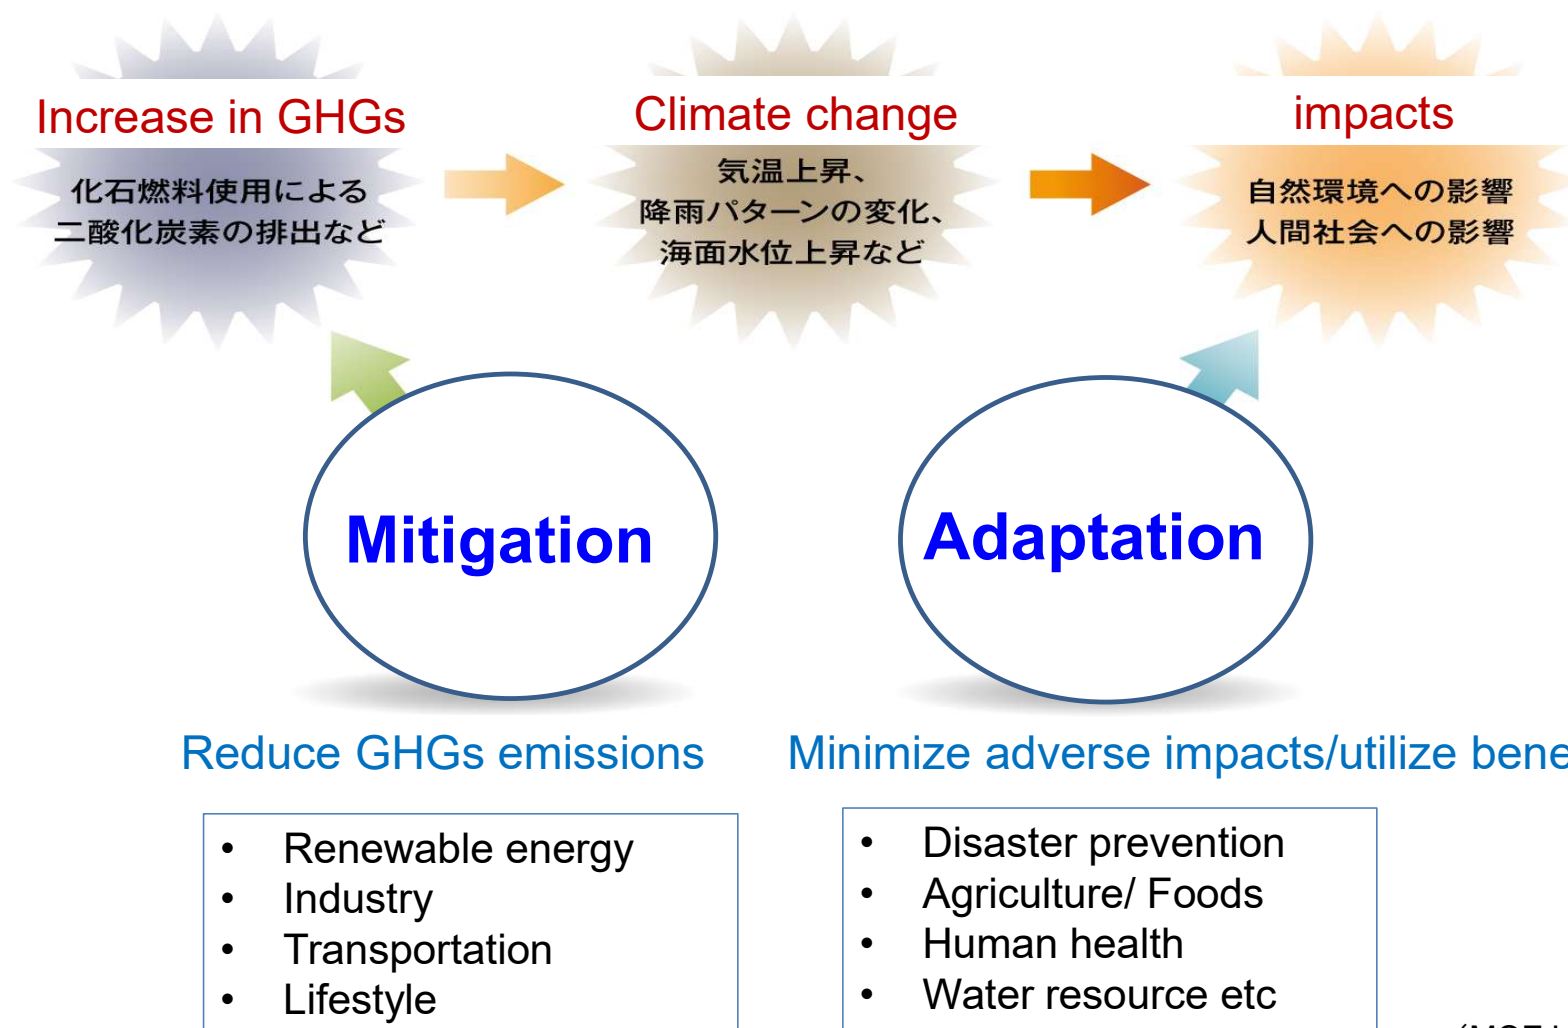 Increase in GHGs
化石燃料使用による
二酸化炭素の排出など
Climate change
気温上昇、
降雨パターンの変化、
海面水位上昇など
impacts
自然環境への影響
人間社会への影響
Mitigation
Adaptation
Reduce GHGs emissions
Minimize adverse impacts/utilize
• Renewable energy
• Industry
• Transportation
• Lifestyle
• Disaster prevention
• Agriculture/ Foods
• Human health
• Water resource etc